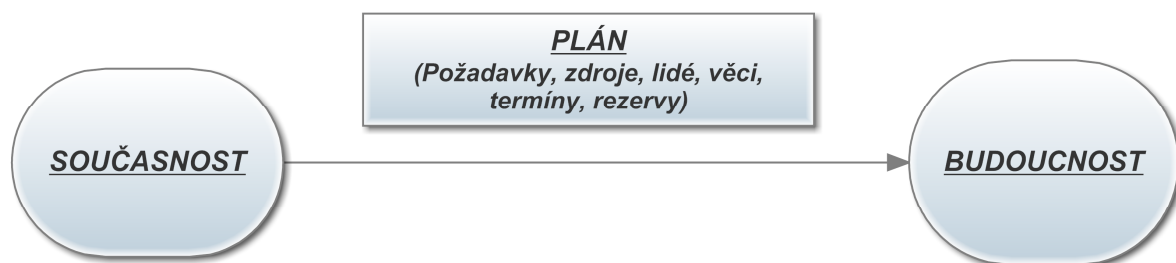 PLÁN
(Požadavky, zdroje, lidé, věci,
termíny, rezervy)
SOUČASNOST
BUDOUCNOST